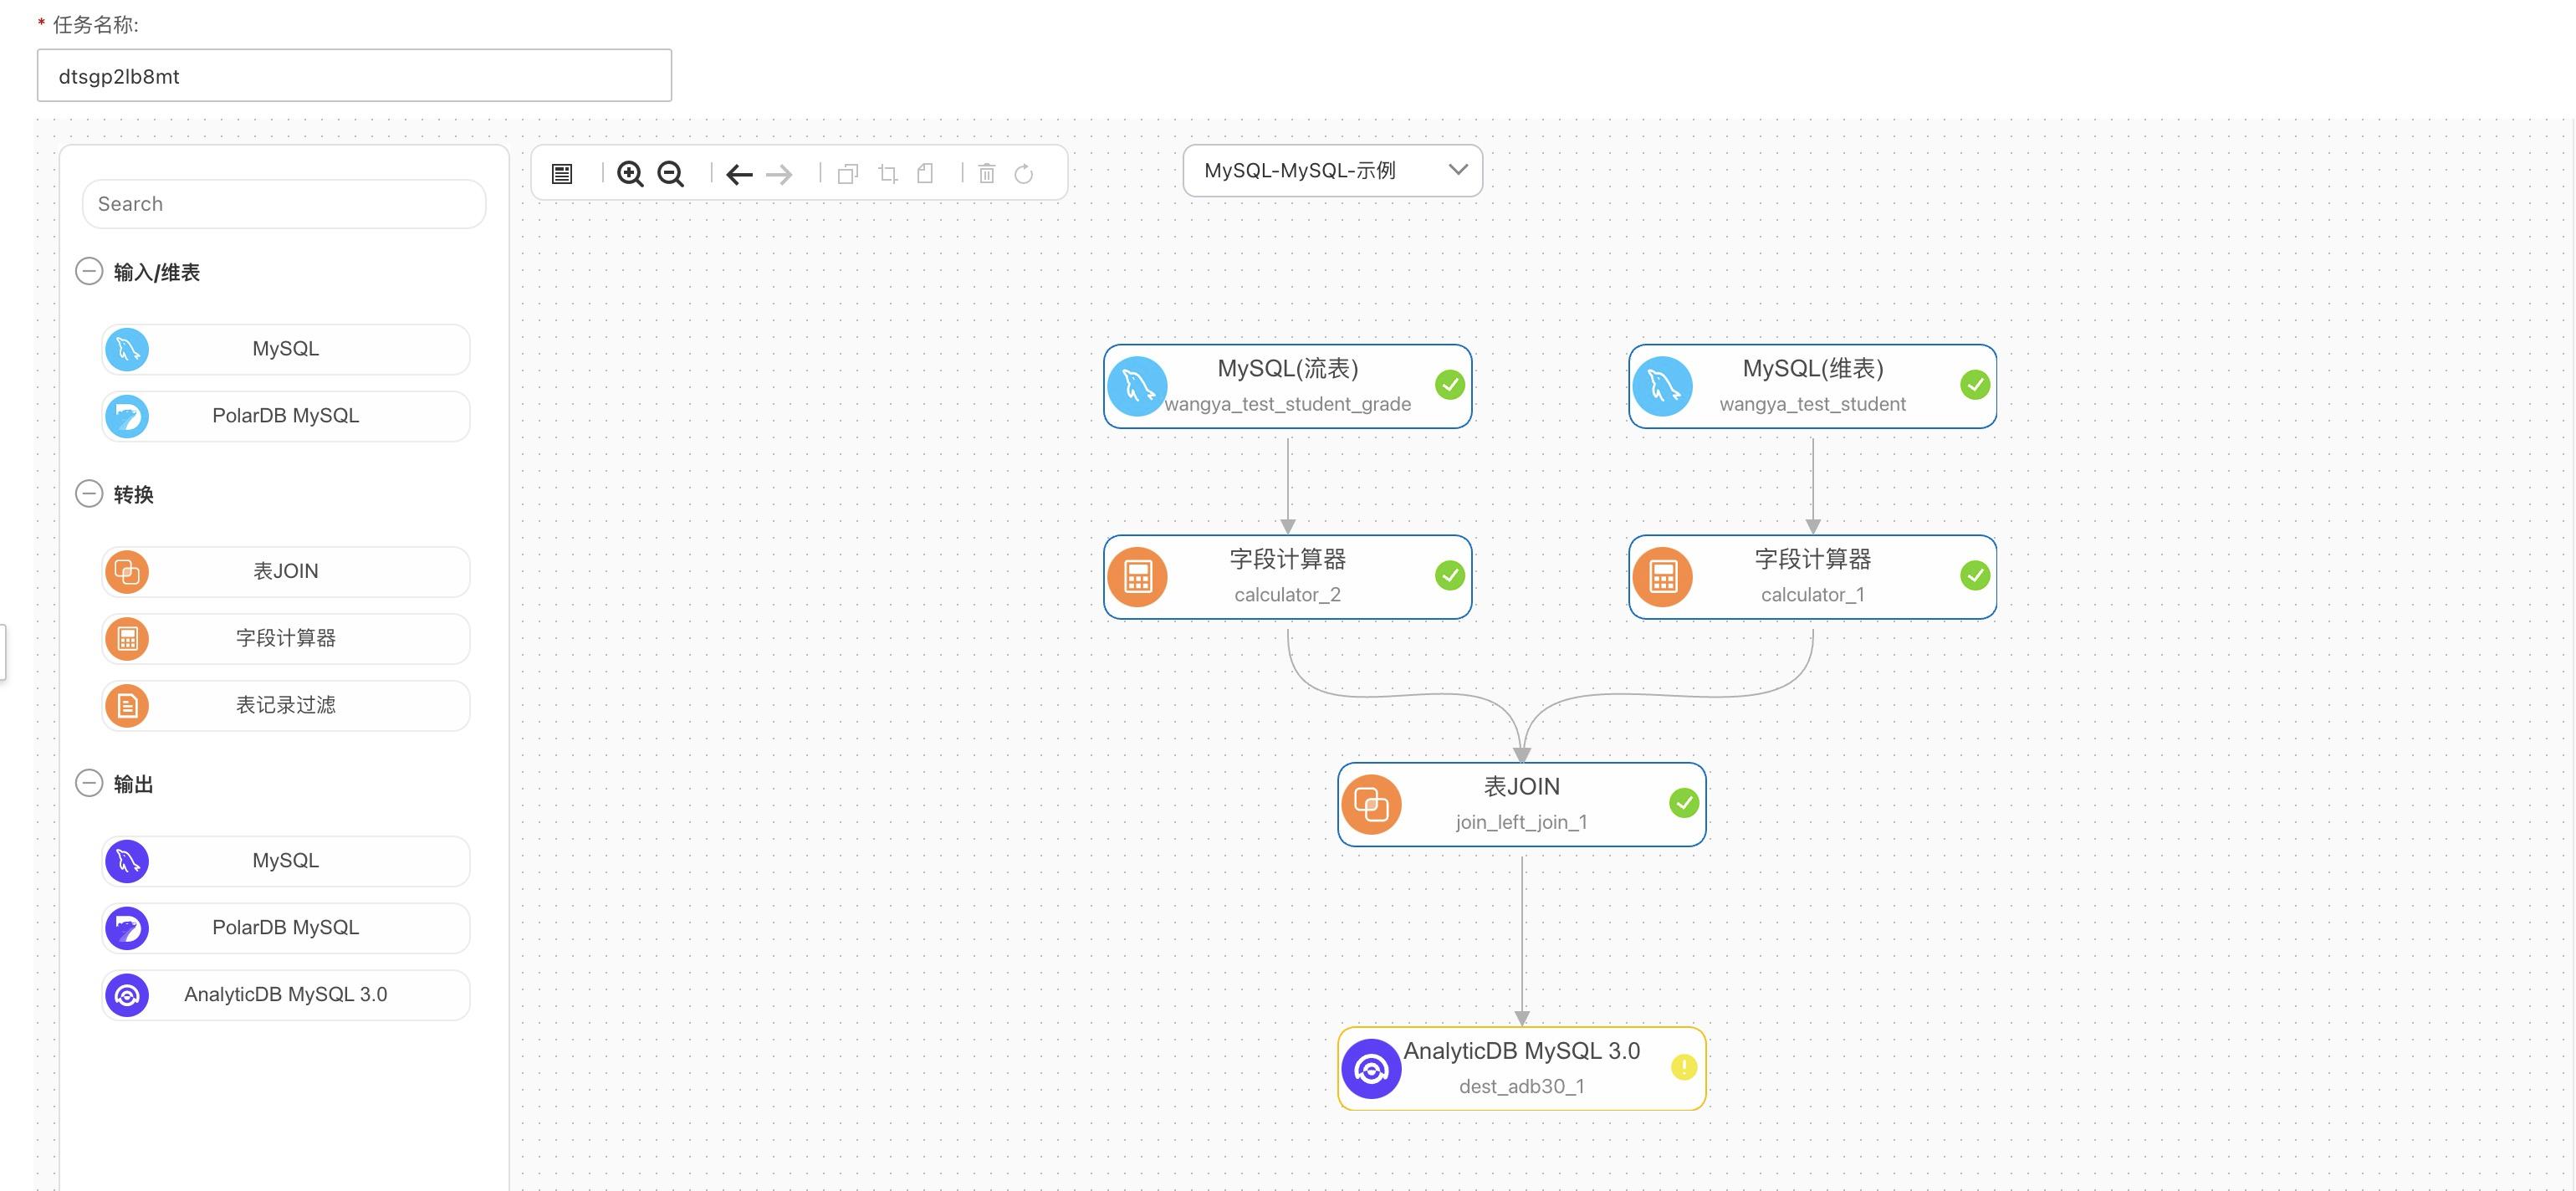 * 任务名称:
dtsgp2lb8mt
MySQL-MySQL-示例
Search
输入/维表
MySQL
PolarDB MySQL
转换
表JOIN
字段计算器
表记录过滤
输出
MySQL
PolarDB MySQL
AnalyticDB MySQL 3.0
MySQL(流表)
wangya_test_student_grade
MySQL(维表)
wangya_test_student
字段计算器
calculator_2
字段计算器
calculator_1
表JOIN
join_left_join_1
AnalyticDB MySQL 3.0
dest_adb30_1